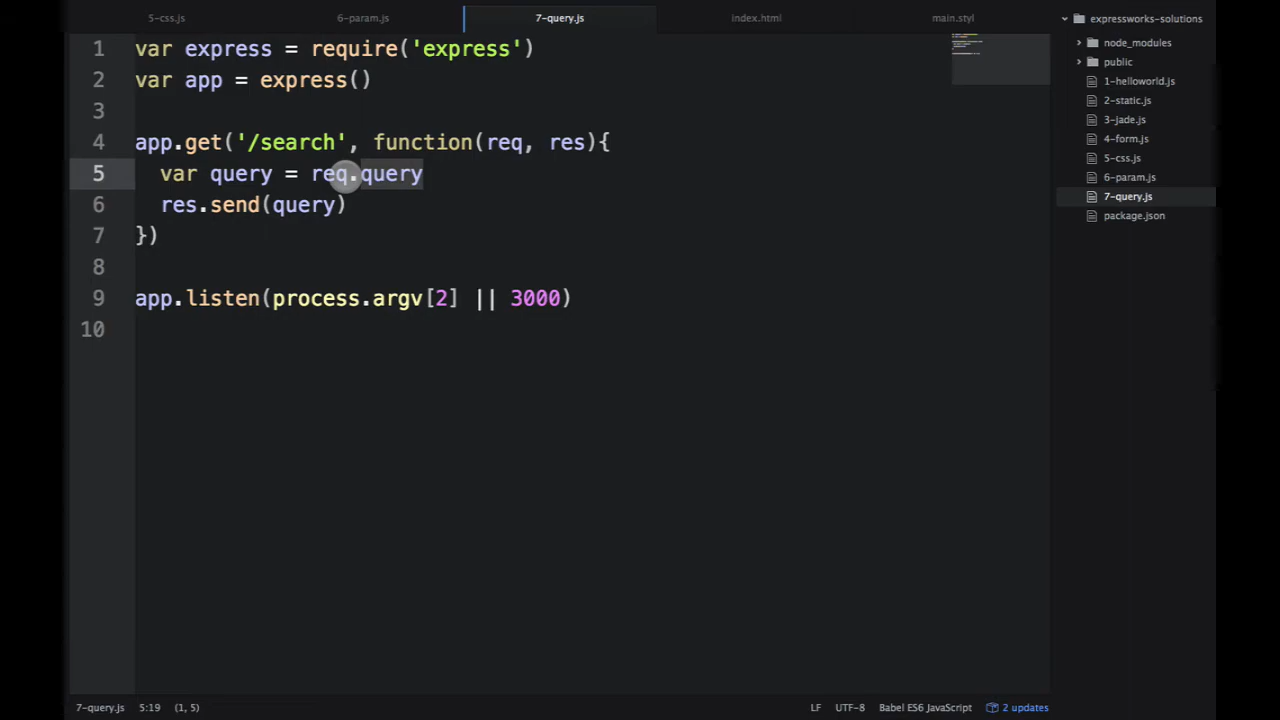 5-css.js
6-param.js
7-query.js
index.html
main.styl
1 var express = require('express')
2 var app = express()
3
4 app.get('/search', function(req, res){
5 var query = req.query
6 res.send(query)
7 })
8
9 app.listen(process.argv[2] || 3000)
10
expressworks-solutions
node_modules
public
1-helloworld.js
2-static.js
3-jade.js
4-form.js
5-css.js
6-param.js
7-query.js
package.json
7-query.js 5:19 (1, 5) LF UTF-8 Babel ES6 JavaScript 2 updates